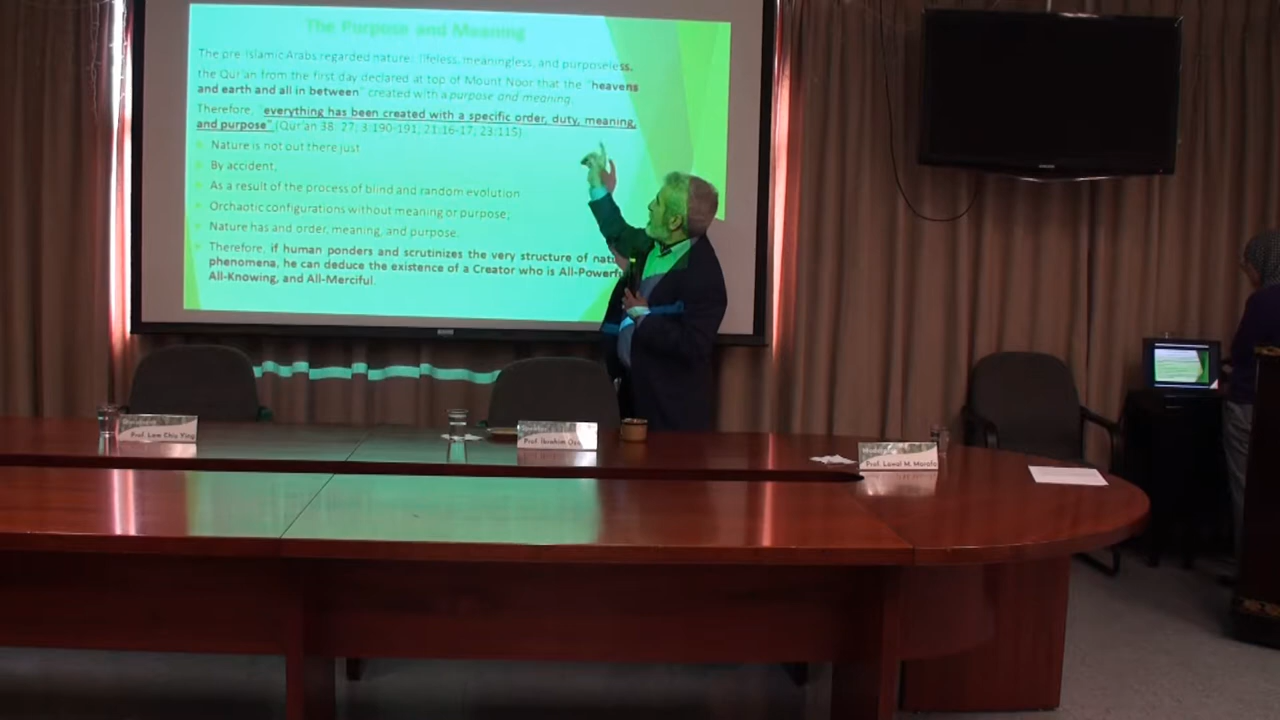 The Purpose and Meaning
The pre Islamic Arabs regarded nature: lifeless, meaningless, and purposeless.
the Qur'an from the first day declared at top of Mount Noor that the "heavens
and earth and all in between" created with a purpose and meaning.
Therefore, "everything has been created with a specific order, duty, meaning,
and purpose" (Qur'an 38: 27; 3:190-191, 21:16-17, 23:115)
Nature is not out there just
By accident,
As a result of the process of blind and random evolution
Orchaotic configurations without meaning or purpose,
Nature has and order, meaning, and purpose.
Therefore, if human ponders and scrutinizes the very structure of
phenomena, he can deduce the existence of a Creator who is
All-Knowing, and All-Merciful.
Prof. Lam Chiu Ying
Prof. Ibrahim
Prof. Lawal M. Marafa